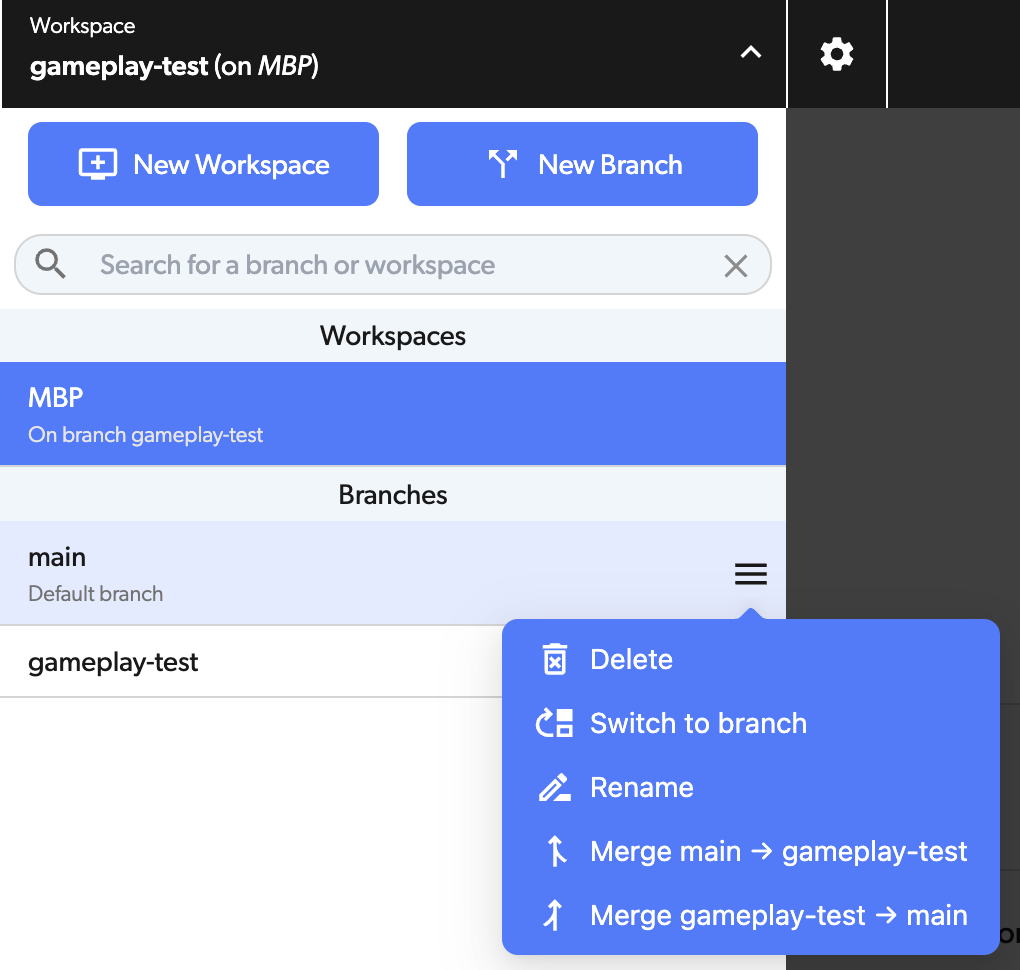 Workspace
gameplay-test (on MBP)
New Workspace
New Branch
Search for a branch or workspace
Workspaces
MBP
On branch gameplay-test
Branches
main
Default branch
gameplay-test
Delete
Switch to branch
Rename
Merge main → gameplay-test
Merge gameplay-test → main